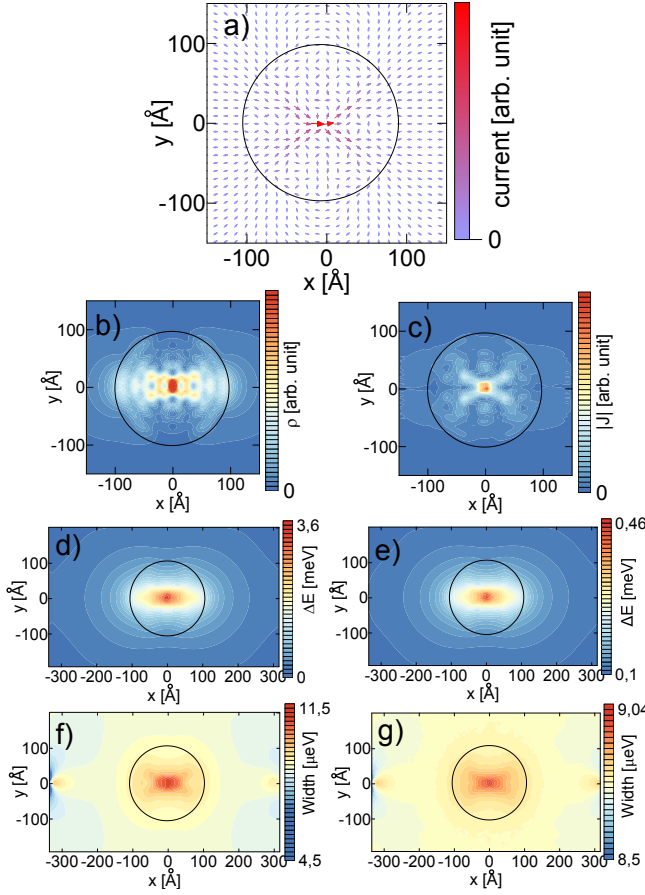 a)
100
0
-100
y [Å]
-100 0 100
x [Å]
current [arb. unit]
0
b)
100
0
-100
y [Å]
-150 0 150
x [Å]
ρ [arb. unit]
0
c)
100
0
-100
y [Å]
-150 0 150
x [Å]
|J| [arb. unit]
0
d)
100
0
-100
y [Å]
-300 -200 -100 0 100 200 300
x [Å]
3,6
ΔE [meV]
0
e)
100
0
-100
y [Å]
-300 -200 -100 0 100 200 300
x [Å]
0,46
ΔE [meV]
0,1
f)
100
0
-100
y [Å]
-300 -200 -100 0 100 200 300
x [Å]
11,5
Width [µeV]
4,5
g)
100
0
-100
y [Å]
-300 -200 -100 0 100 200 300
x [Å]
9,04
Width [µeV]
8,5